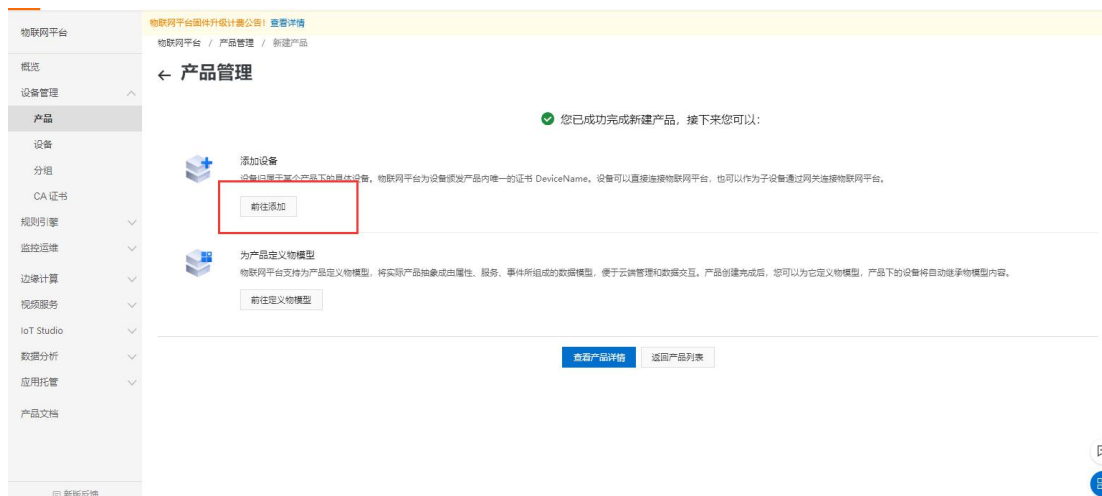 物联网平台固件升级计费公告！查看详情
物联网平台
物联网平台 / 产品管理 / 新建产品
← 产品管理
概览
设备管理
产品
设备
分组
CA 证书
规则引擎
监控运维
边缘计算
视频服务
IoT Studio
数据分析
应用托管
产品文档
新版反馈
您已成功完成新建产品，接下来您可以：
添加设备
设备归属于某个产品下的具体设备。物联网平台为设备颁发产品内唯一的证书 DeviceName。设备可以直接连接物联网平台，也可以作为子设备通过网关连接物联网平台。
前往添加
为产品定义物模型
物联网平台支持为产品定义物模型，将实际产品抽象成由属性、服务、事件所组成的数据模型，便于云端管理和数据交互。产品创建完成后，您可以为它定义物模型，产品下的设备将自动继承物模型内容。
前往定义物模型
查看产品详情
返回产品列表